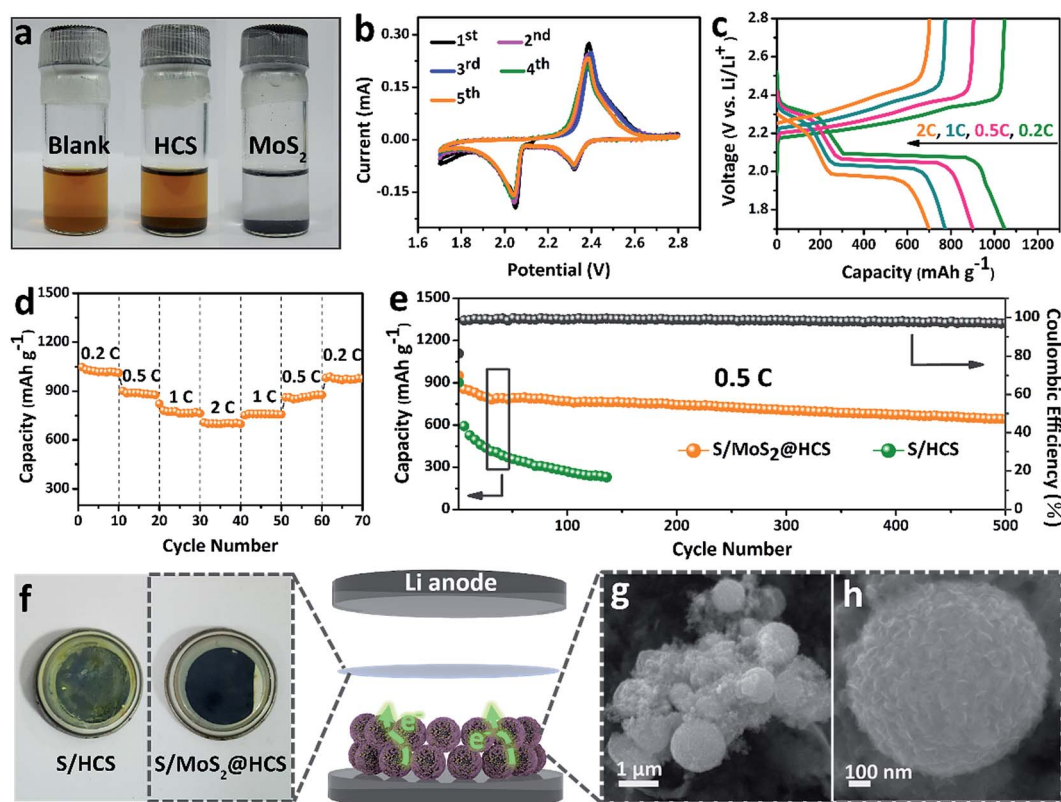 a
Blank HCS MoS₂
b
Current (mA)
0.30
0.15
0.00
-0.15
1ˢᵗ 2ⁿᵈ
3ʳᵈ 4ᵗʰ
5ᵗʰ
1.6 1.8 2.0 2.2 2.4 2.6 2.8
Potential (V)
c
Voltage (V vs. Li/Li⁺)
2.8
2.6
2.4
2.2
2.0
1.8
2C, 1C, 0.5C, 0.2C
0 200 400 600 800 1000 1200
Capacity (mAh g⁻¹)
d
Capacity (mAh g⁻¹)
1500
1250
1000
750
500
250
0.2 C 0.5 C 1 C 2 C 1 C 0.5 C 0.2 C
0 10 20 30 40 50 60 70
Cycle Number
e
Capacity (mAh g⁻¹)
1500
1200
900
600
300
0
0.5 C
S/MoS₂@HCS S/HCS
100
80
60
40
20
0
Coulombic Efficiency (%)
100 200 300 400 500
Cycle Number
f
S/HCS S/MoS₂@HCS
Li anode
e⁻ e⁻
g
1 μm
h
100 nm